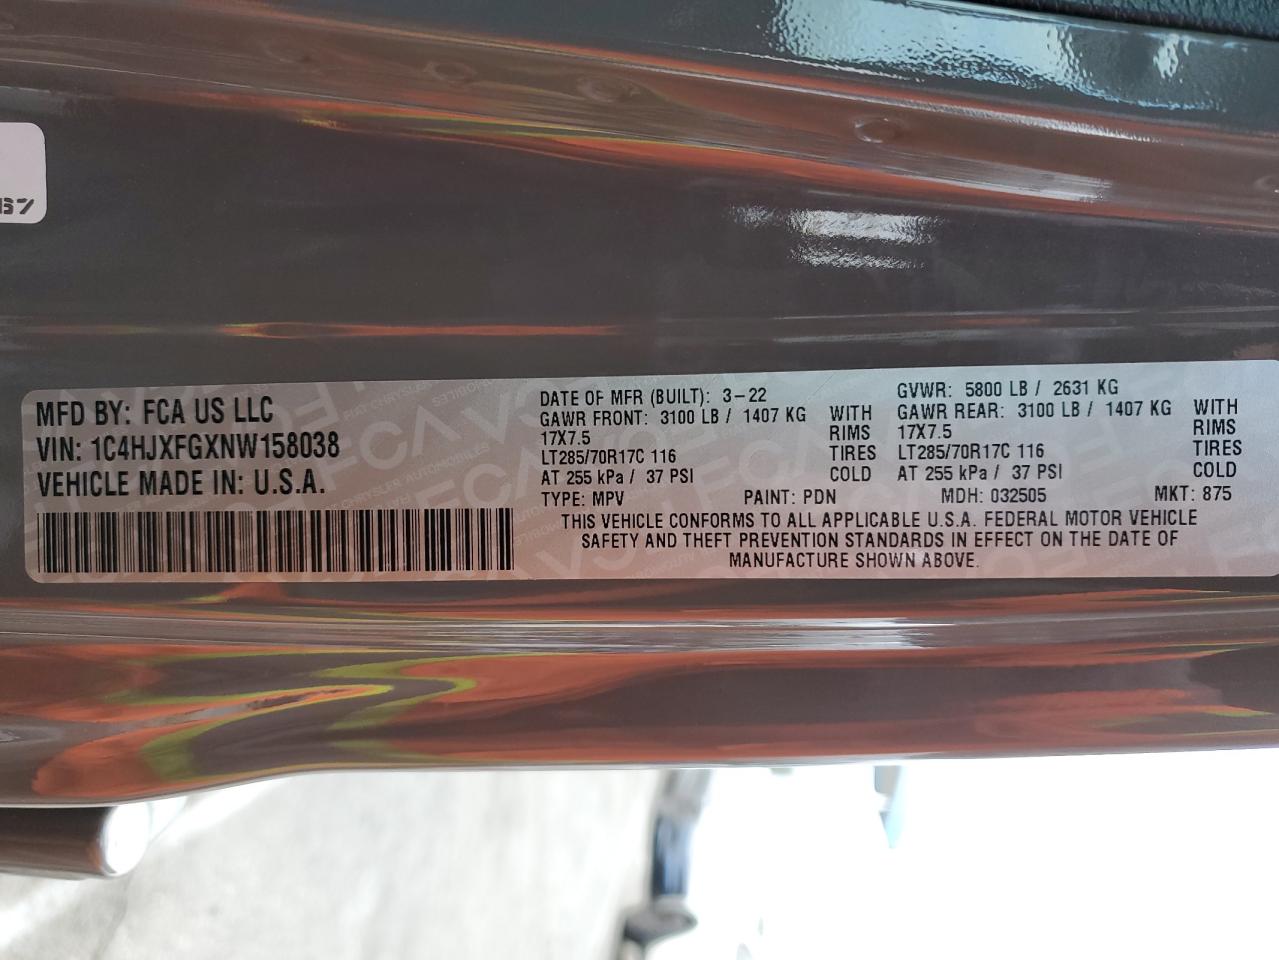 67
MFD BY: FCA US LLC
VIN: 1C4HJXFGXNW158038
VEHICLE MADE IN: U.S.A.
DATE OF MFR (BUILT): 3-22
GAWR FRONT: 3100 LB / 1407 KG WITH
17X7.5 RIMS
LT285/70R17C 116 TIRES
AT 255 kPa / 37 PSI COLD
GVWR: 5800 LB / 2631 KG
GAWR REAR: 3100 LB / 1407 KG WITH
17X7.5 RIMS
LT285/70R17C 116 TIRES
AT 255 kPa / 37 PSI COLD
TYPE: MPV PAINT: PDN MDH: 032505 MKT: 875
THIS VEHICLE CONFORMS TO ALL APPLICABLE U.S.A. FEDERAL MOTOR VEHICLE
SAFETY AND THEFT PREVENTION STANDARDS IN EFFECT ON THE DATE OF
MANUFACTURE SHOWN ABOVE.